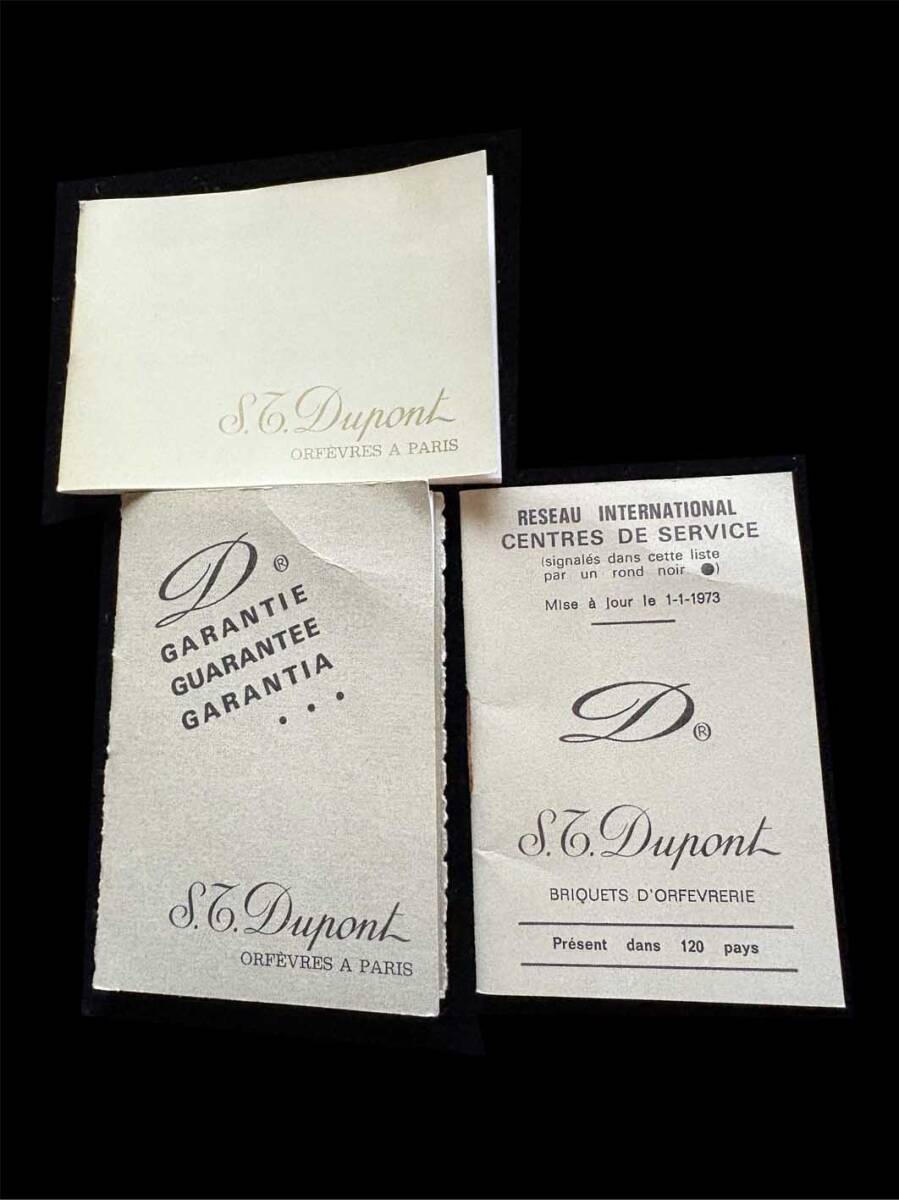 S.T. Dupont
ORFÈVRES A PARIS
D®
GARANTIE
GUARANTEE
GARANTIA
...
S.T. Dupont
ORFÈVRES A PARIS
RESEAU INTERNATIONAL
CENTRES DE SERVICE
(signalés dans cette liste
par un rond noir ●)
Mise à jour le 1-1-1973
D®
S.T. Dupont
BRIQUETS D'ORFEVRERIE
Présent dans 120 pays